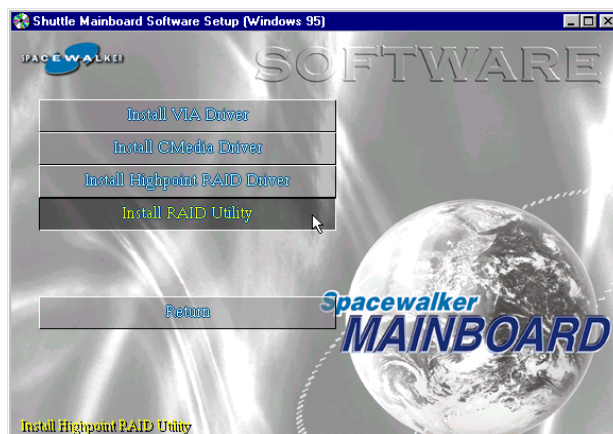 Shuttle Mainboard Software Setup (Windows 95)
SPACEWALKER
SOFTWARE
Install VIA Driver
Install CMedia Driver
Install Highpoint RAID Driver
Install RAID Utility
Return
Spacewalker
MAINBOARD
Install Highpoint RAID Utility